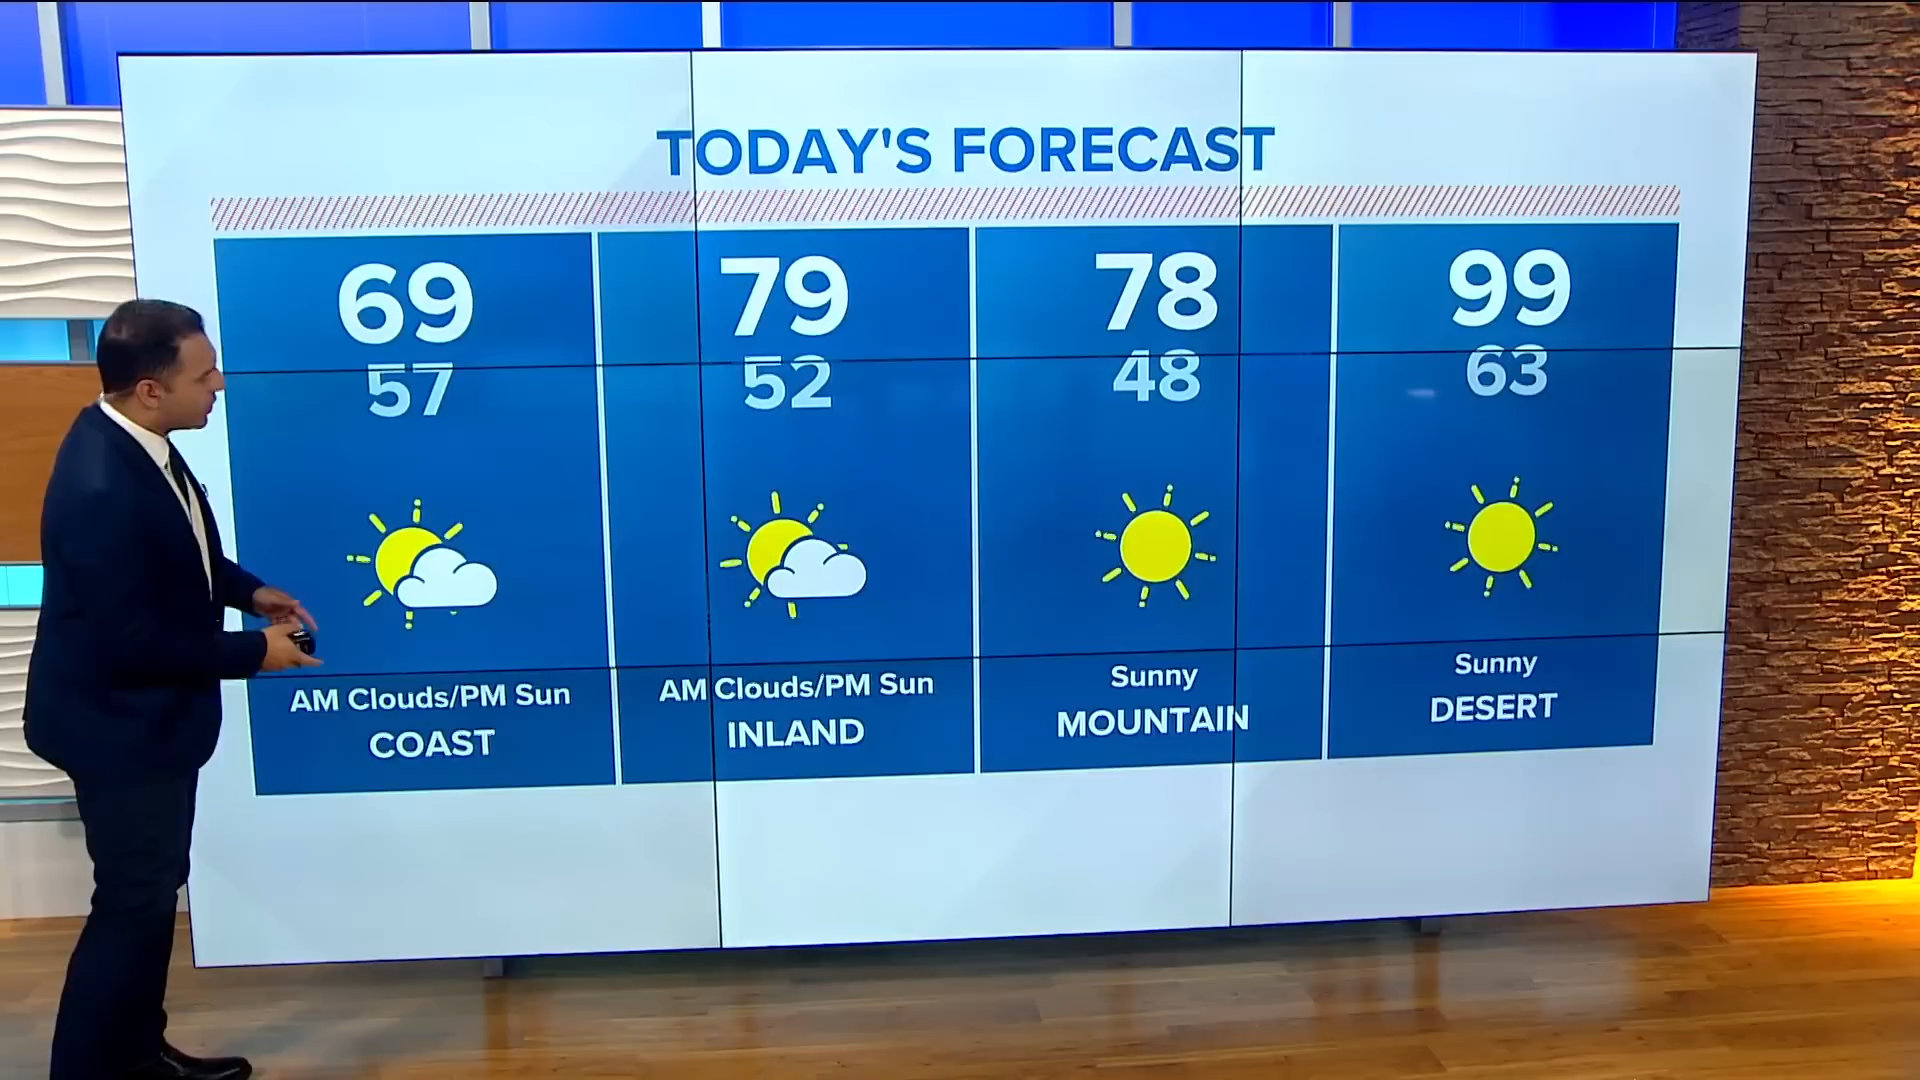 TODAY'S FORECAST
69
57
AM Clouds/PM Sun
COAST
79
52
AM Clouds/PM Sun
INLAND
78
48
Sunny
MOUNTAIN
99
63
Sunny
DESERT